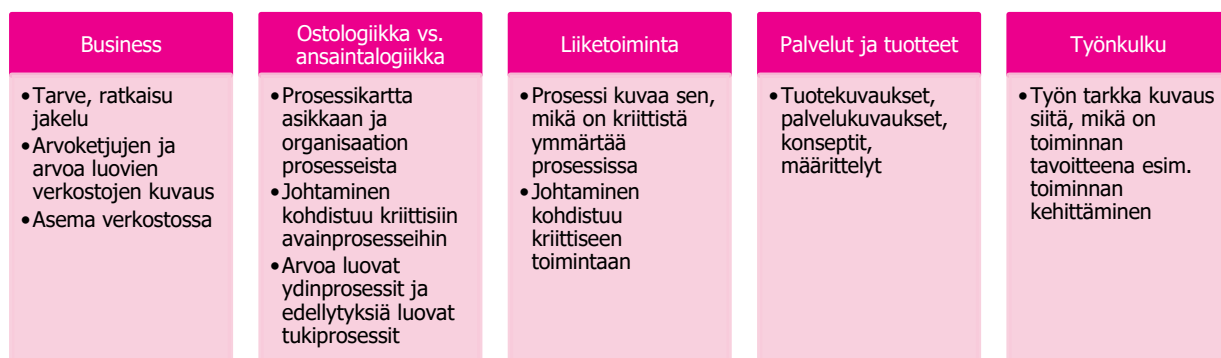 Business
• Tarve, ratkaisu
jakelu
• Arvoketjujen ja
arvoa luovien
verkostojen kuvaus
• Asema verkostossa
Ostologiikka vs.
ansaintalogiikka
• Prosessikartta
asikkaan ja
organisaation
prosesseista
• Johtaminen
kohdistuu kriittisiin
avainprosesseihin
• Arvoa luovat
ydinprosessit ja
edellytyksiä luovat
tukiprosessit
Liiketoiminta
• Prosessi kuvaa sen,
mikä on kriittistä
ymmärtää
prosessissa
• Johtaminen
kohdistuu
kriittiseen
toimintaan
Palvelut ja tuotteet
• Tuotekuvaukset,
palvelukuvaukset,
konseptit,
määrittelyt
Työnkulku
• Työn tarkka kuvaus
siitä, mikä on
toiminnan
tavoitteena esim.
toiminnan
kehittäminen